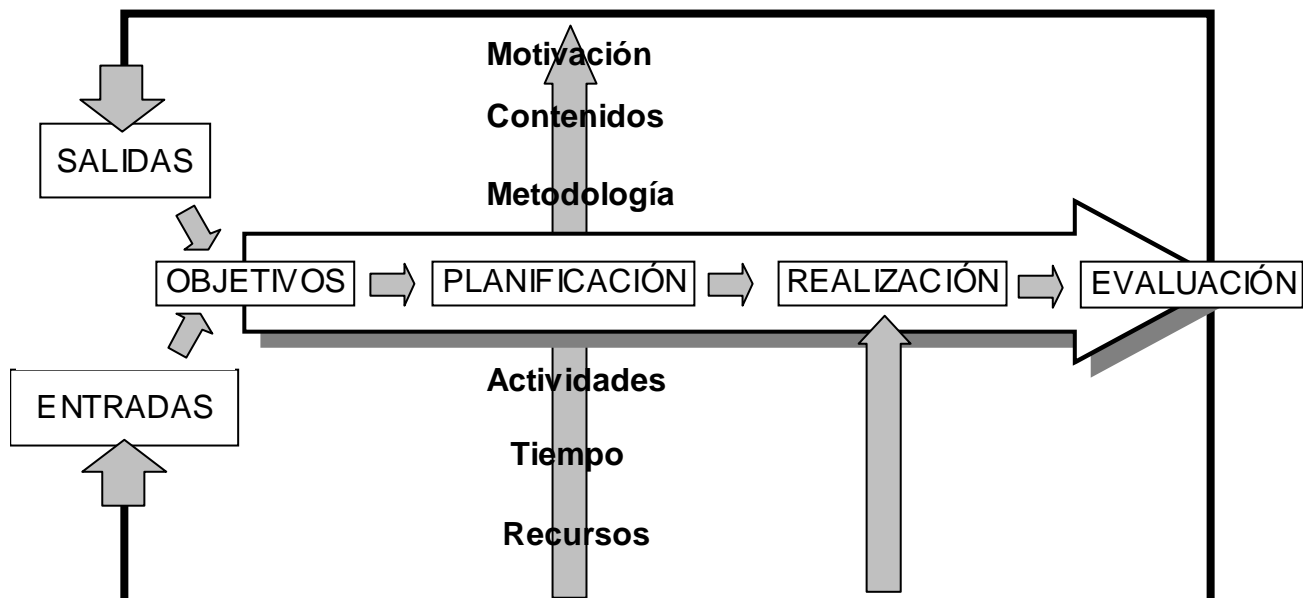 Motivación
Contenidos
SALIDAS
Metodología
OBJETIVOS
PLANIFICACIÓN
REALIZACIÓN
EVALUACIÓN
Actividades
ENTRADAS
Tiempo
Recursos